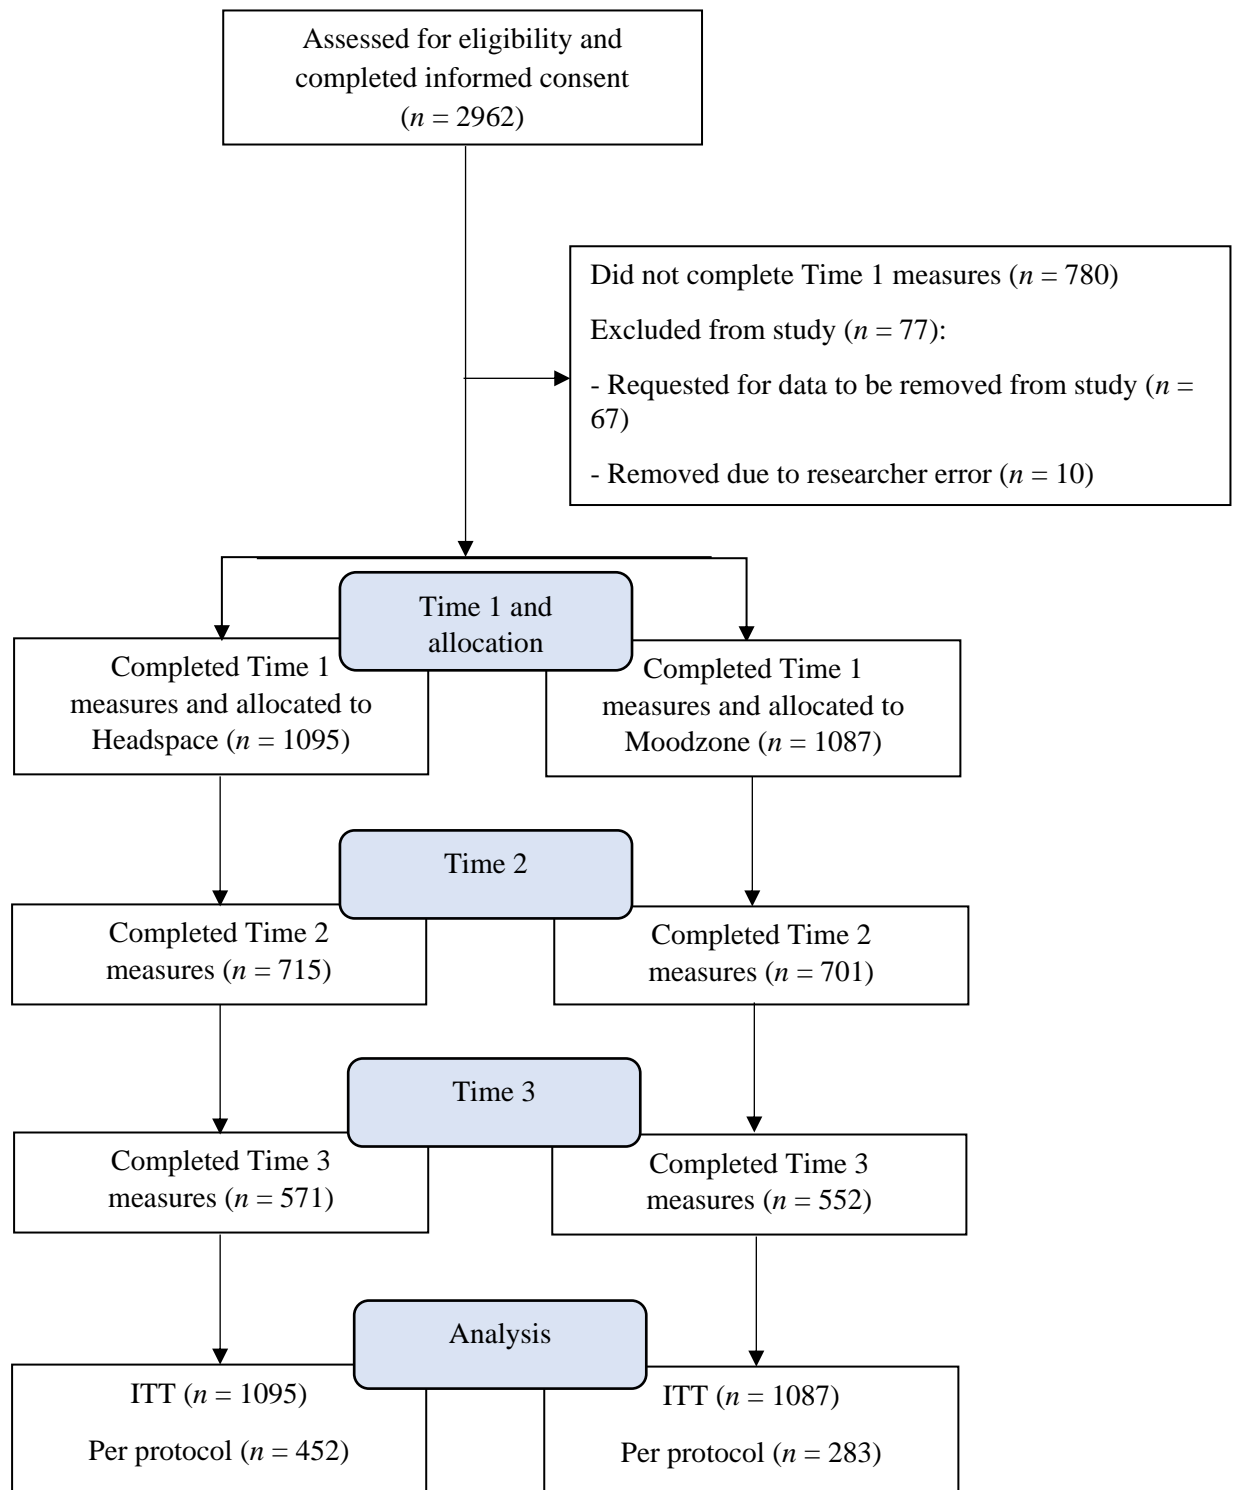 Assessed for eligibility and
completed informed consent
(n = 2962)
Did not complete Time 1 measures (n = 780)
Excluded from study (n = 77):
- Requested for data to be removed from study (n =
67)
- Removed due to researcher error (n = 10)
Time 1 and
allocation
Completed Time 1
measures and allocated to
Headspace (n = 1095)
Completed Time 1
measures and allocated to
Moodzone (n = 1087)
Time 2
Completed Time 2
measures (n = 715)
Completed Time 2
measures (n = 701)
Time 3
Completed Time 3
measures (n = 571)
Completed Time 3
measures (n = 552)
Analysis
ITT (n = 1095)
Per protocol (n = 452)
ITT (n = 1087)
Per protocol (n = 283)